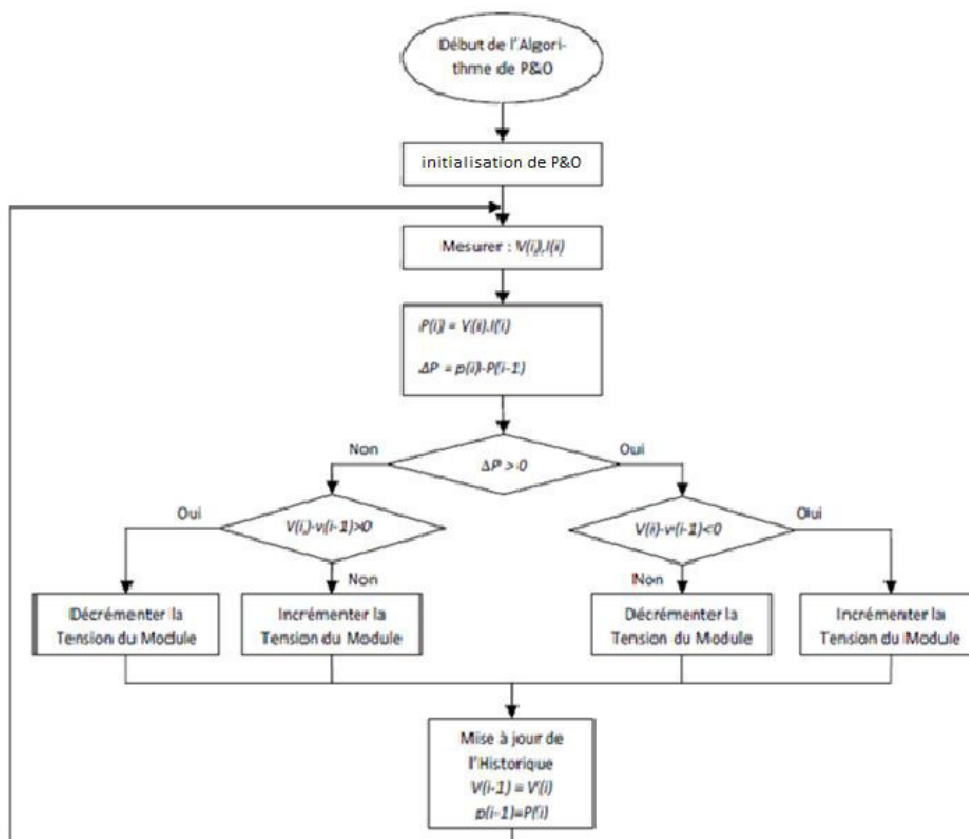 Début de l'Algori-
thme de P&O
initialisation de P&O
Mesurer : V(i),I(i)
P(i) = V(i).I(i)
ΔP = p(i)-P(i-1)
Non
Oui
ΔP > 0
Oui
V(i)-v(i-1)>0
V(i)-v(i-1)<0
Oui
Non
Non
Décrémenter la
Tension du Module
Incrémenter la
Tension du Module
Décrémenter la
Tension du Module
Incrémenter la
Tension du Module
Mise à jour de
l'Historique
V(i-1) = V(i)
p(i-1)=P(i)